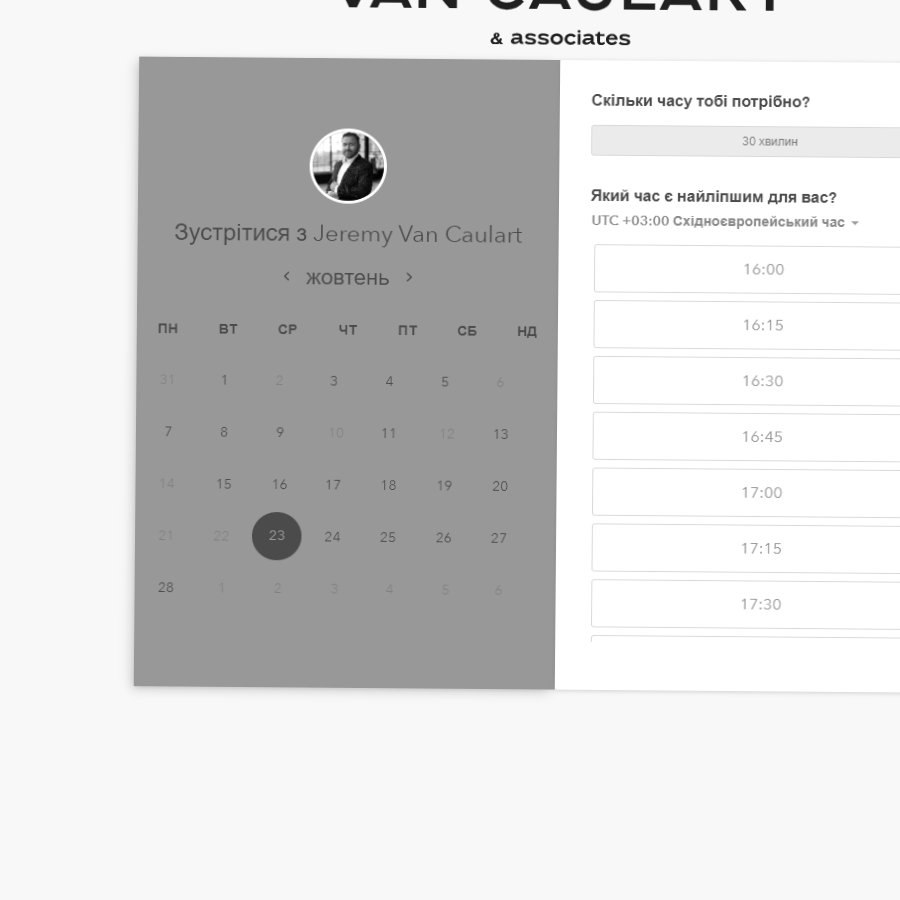 VAN CAULART
& associates
Зустрітися з Jeremy Van Caulart
жовтень
ПН ВТ СР ЧТ ПТ СБ НД
31 1 2 3 4 5 6
7 8 9 10 11 12 13
14 15 16 17 18 19 20
21 22 23 24 25 26 27
28 1 2 3 4 5 6
Скільки часу тобі потрібно?
30 хвилин
Який час є найліпшим для вас?
UTC +03:00 Східноєвропейський час
16:00
16:15
16:30
16:45
17:00
17:15
17:30